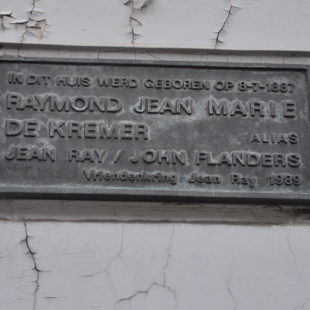 IN DIT HUIS WERD GEBOREN OP 8-7-1887
RAYMOND JEAN MARIE
DE KREMER ALIAS
JEAN RAY / JOHN FLANDERS
Vriendenkring Jean Ray 1989